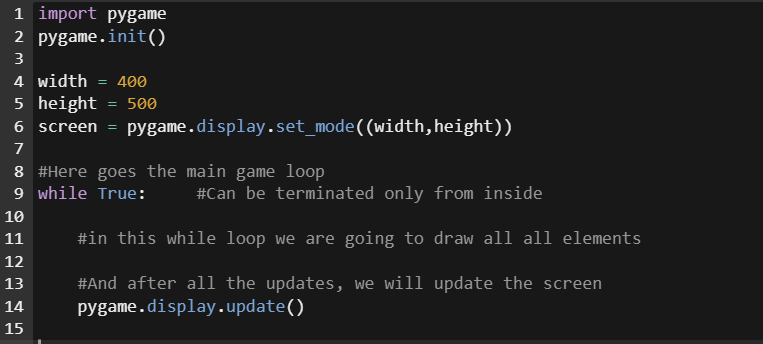 1 import pygame
2 pygame.init()
3
4 width = 400
5 height = 500
6 screen = pygame.display.set_mode((width,height))
7
8 #Here goes the main game loop
9 while True:     #Can be terminated only from inside
10
11     #in this while loop we are going to draw all all elements
12
13     #And after all the updates, we will update the screen
14     pygame.display.update()
15